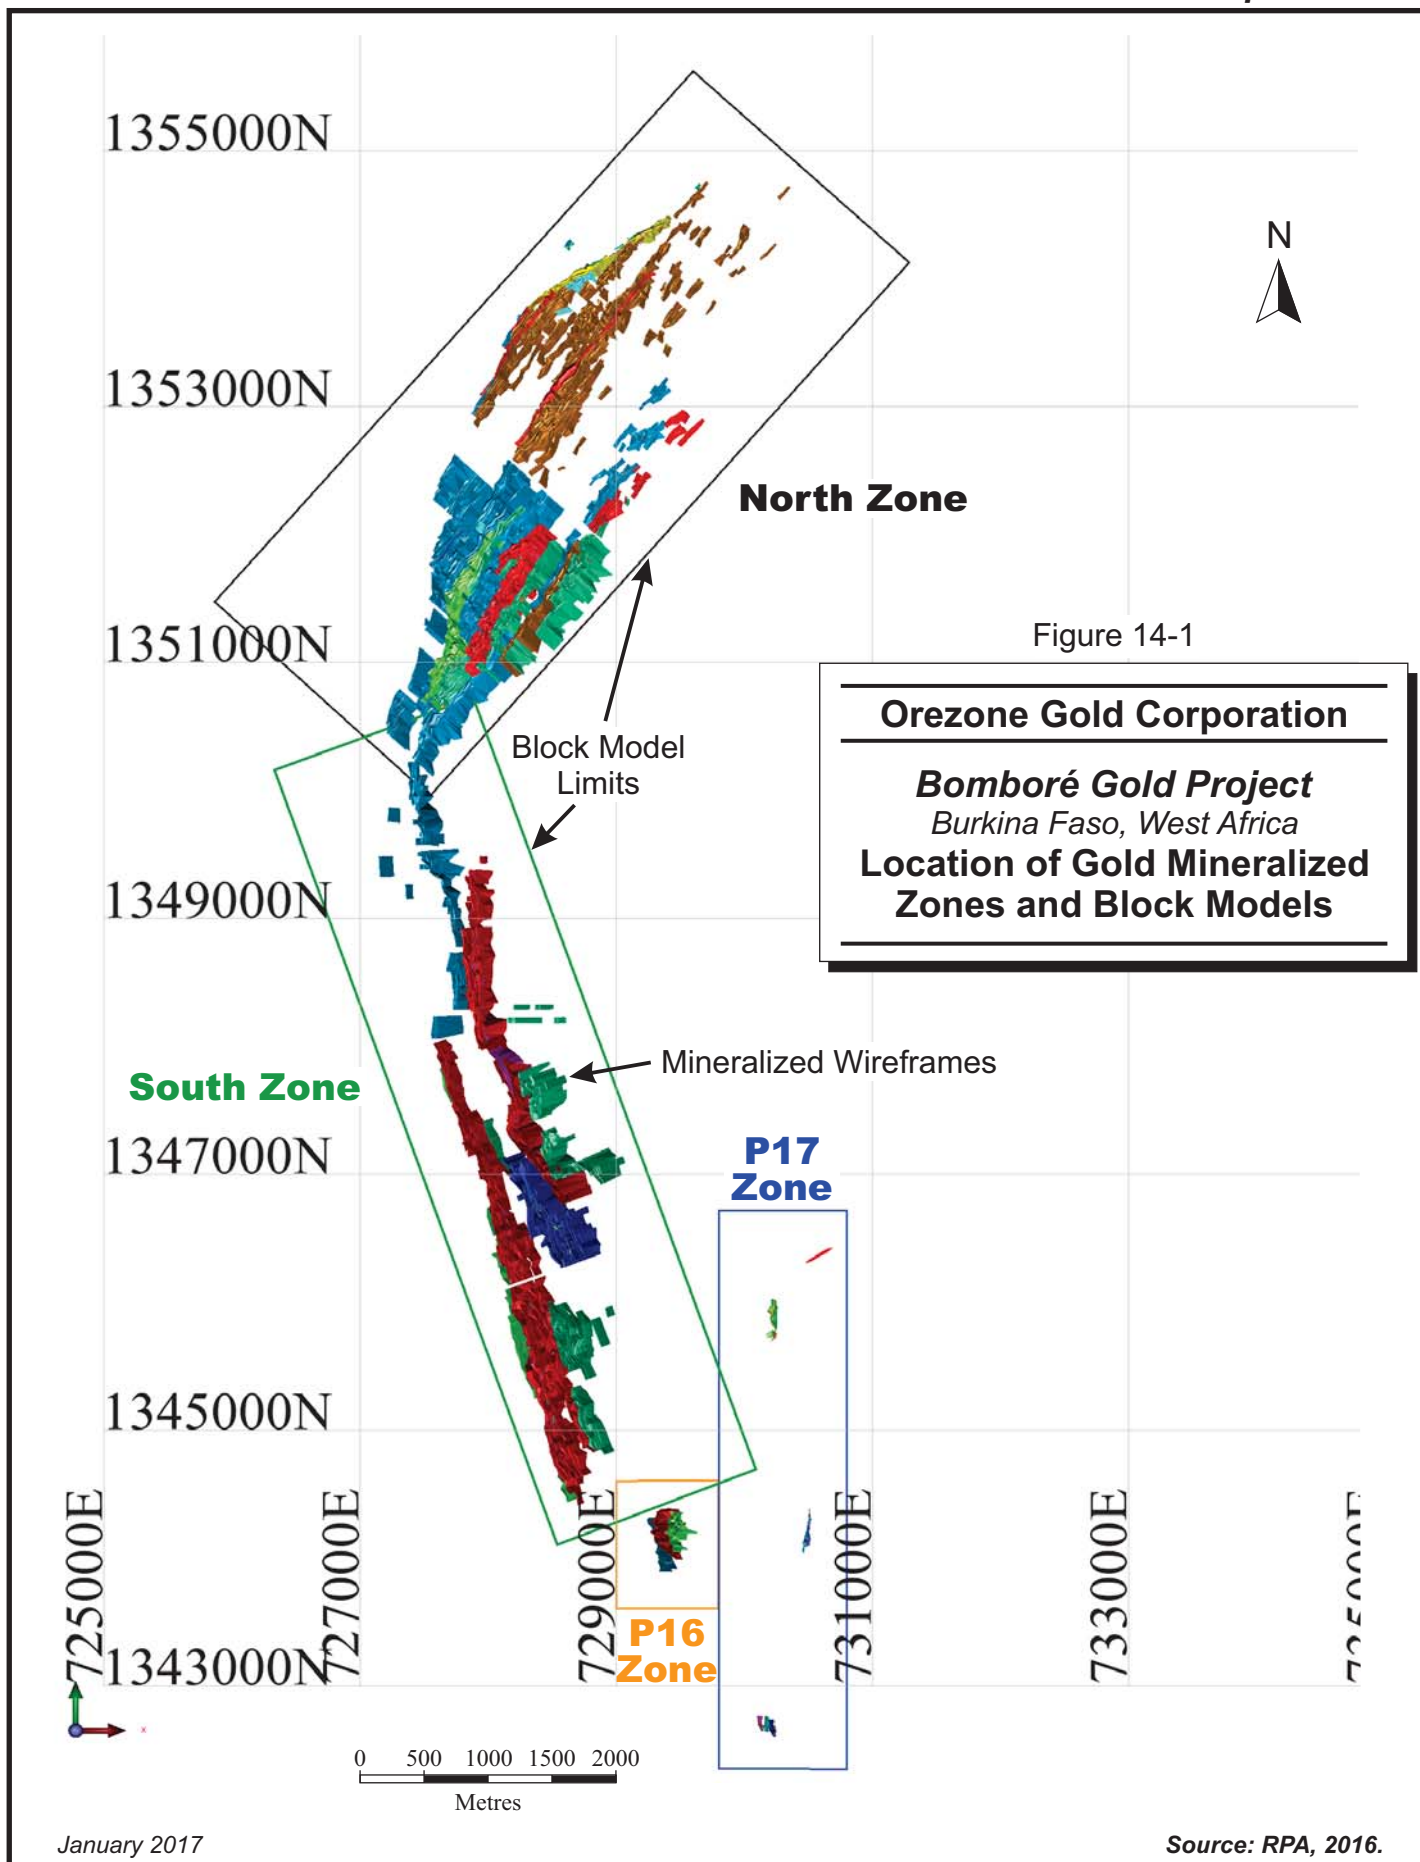 1355000N
N
1353000N
North Zone
Figure 14-1
1351000N
Orezone Gold Corporation
Block Model
Limits
Bomboré Gold Project
Burkina Faso, West Africa
Location of Gold Mineralized
Zones and Block Models
1349000N
Mineralized Wireframes
South Zone
P17
Zone
1347000N
1345000N
725000E
727000E
729000E
731000E
733000E
P16
Zone
1343000N
x
0 500 1000 1500 2000
Metres
January 2017
Source: RPA, 2016.